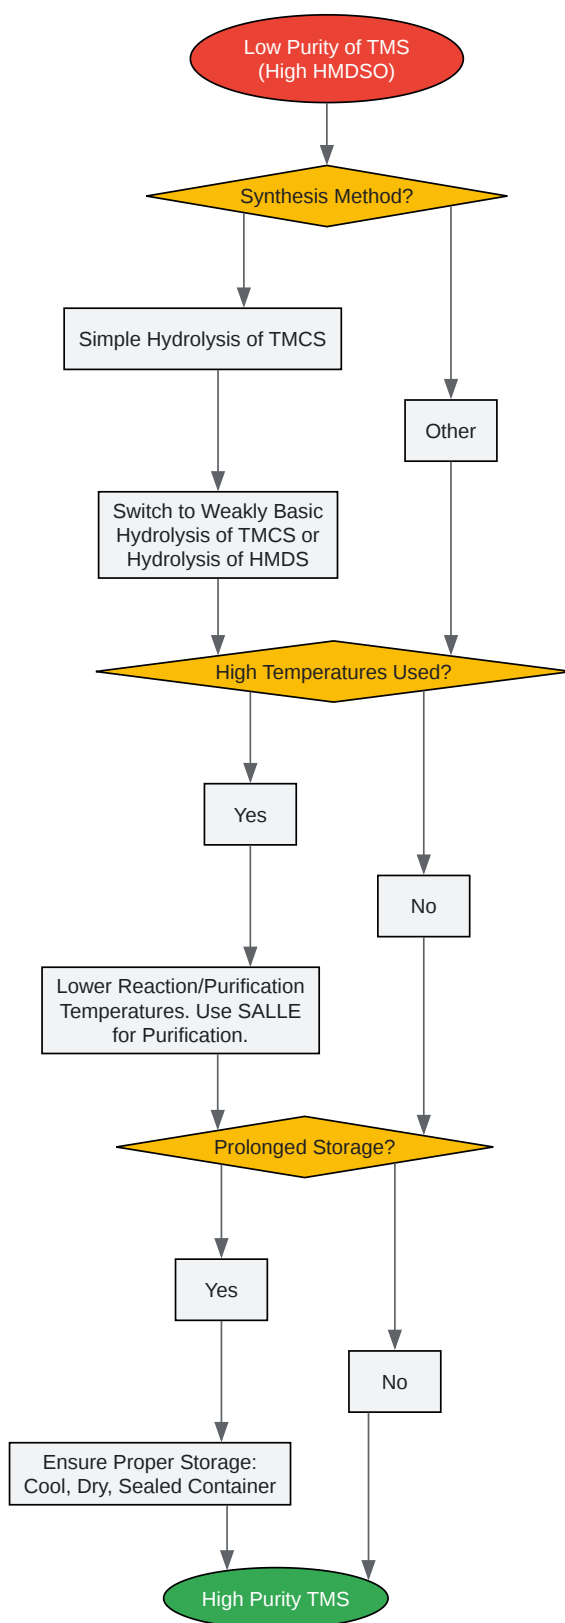 Low Purity of TMS
(High HMDSO)
Synthesis Method?
Simple Hydrolysis of TMCS
Other
Switch to Weakly Basic
Hydrolysis of TMCS or
Hydrolysis of HMDS
High Temperatures Used?
Yes
No
Lower Reaction/Purification
Temperatures. Use SALLE
for Purification.
Prolonged Storage?
Yes
No
Ensure Proper Storage:
Cool, Dry, Sealed Container
High Purity TMS